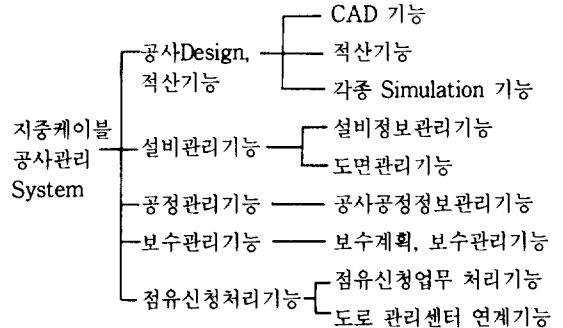 CAD 기능
공사Design,
적산기능
적산기능
각종 Simulation 기능
지중케이블
공사관리
System
설비관리기능
설비정보관리기능
도면관리기능
공정관리기능
공사공정정보관리기능
보수관리기능
보수계획, 보수관리기능
점유신청처리기능
점유신청업무 처리기능
도로 관리센터 연계기능